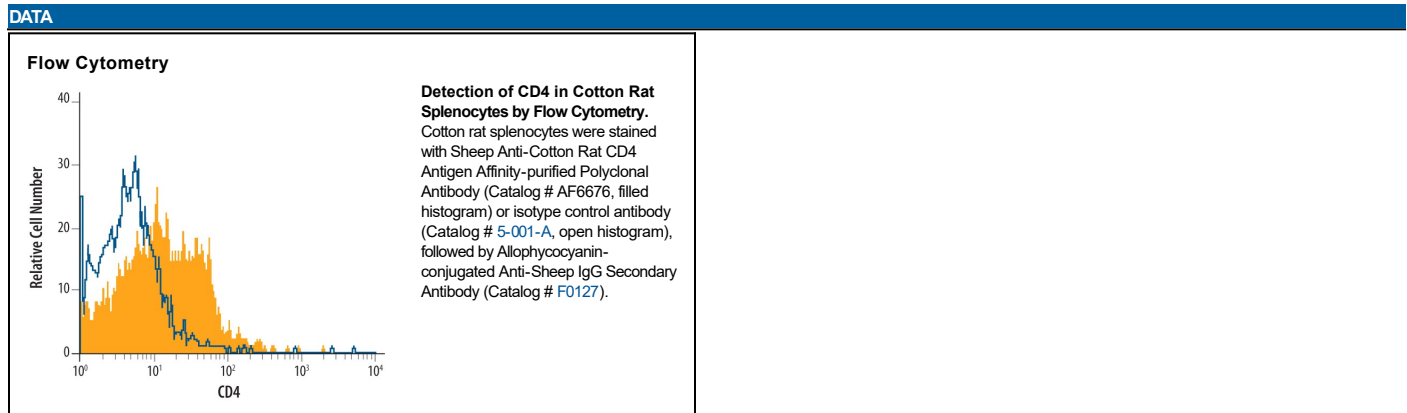 DATA
Flow Cytometry
40
30
20
10
0
Relative Cell Number
10⁰ 10¹ 10² 10³ 10⁴
CD4
Detection of CD4 in Cotton Rat
Splenocytes by Flow Cytometry.
Cotton rat splenocytes were stained
with Sheep Anti-Cotton Rat CD4
Antigen Affinity-purified Polyclonal
Antibody (Catalog # AF6676, filled
histogram) or isotype control antibody
(Catalog # 5-001-A, open histogram),
followed by Allophycocyanin-
conjugated Anti-Sheep IgG Secondary
Antibody (Catalog # F0127).